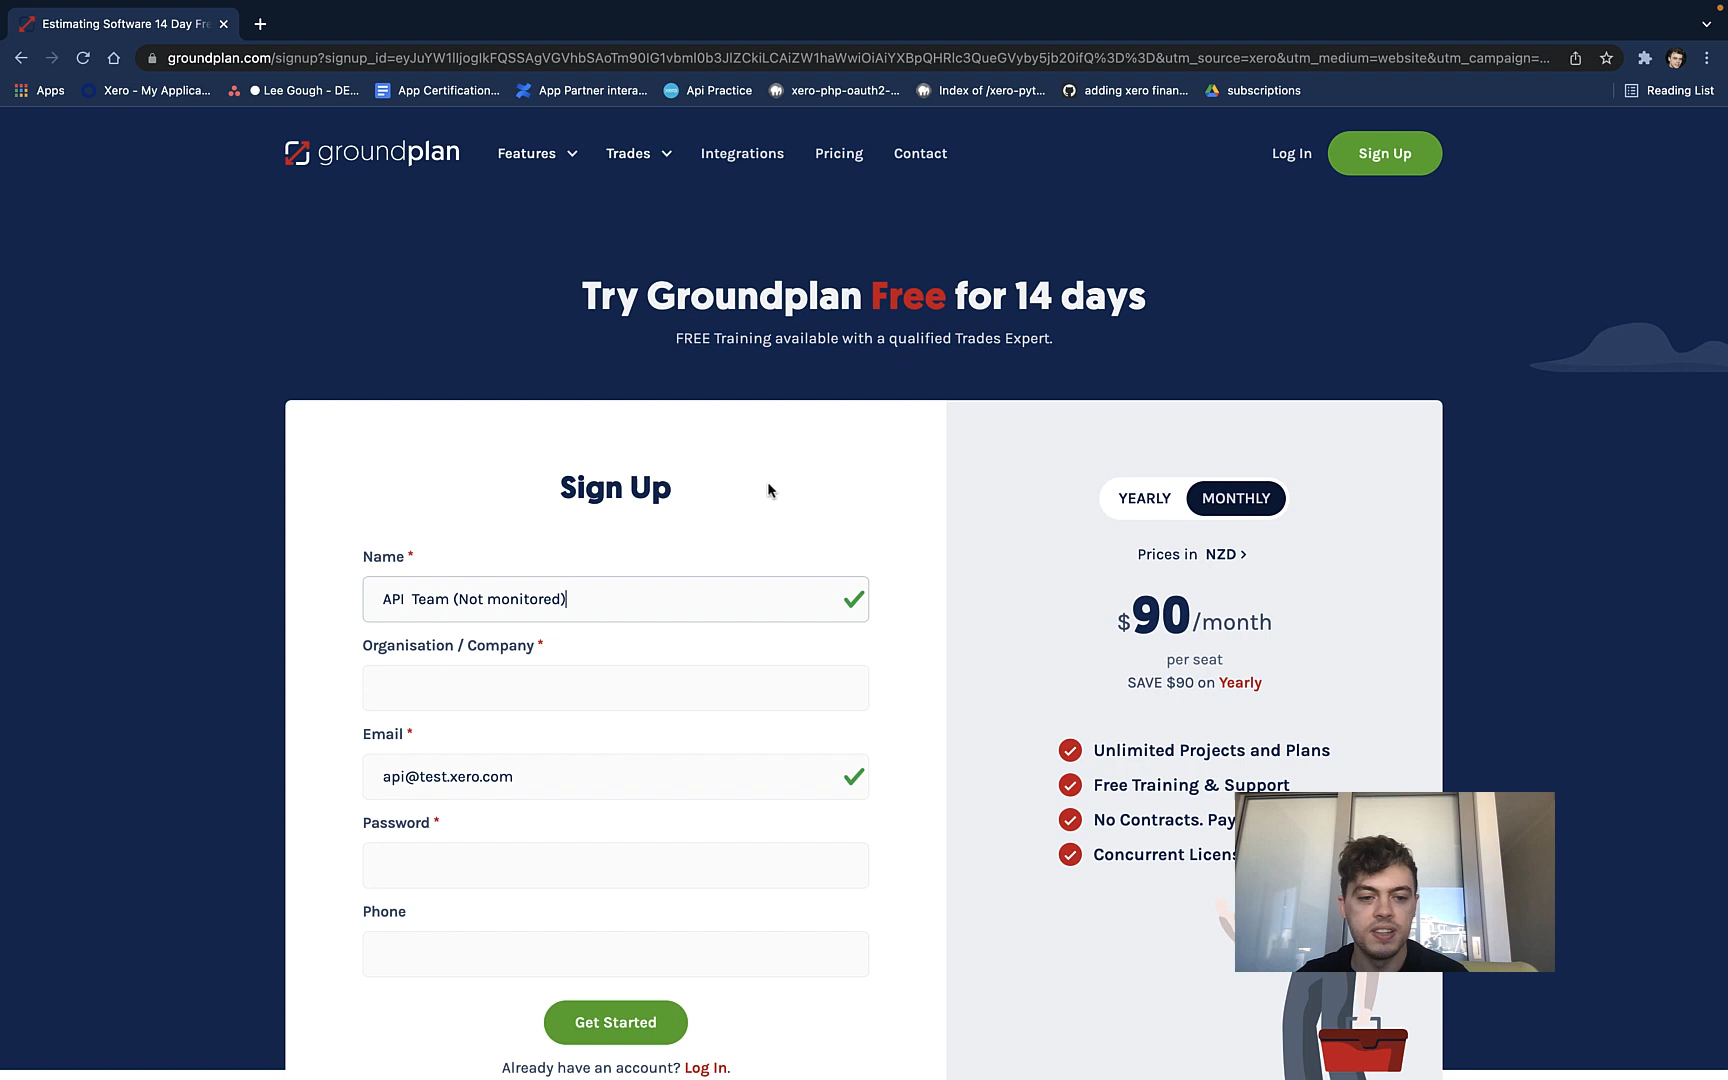 Estimating Software 14 Day Fr
groundplan.com/signup?signup_id=eyJuYW1lIjogIkFQSSAgVGVhbSAoTm90IG1vbml0b3JlZCkiLCAiZW1haWwiOiAiYXBpQHRlc3QueGVyby5jb20ifQ%3D%3D&utm_source=xero&utm_medium=website&utm_campaign=...
Apps
Xero - My Applica...
Lee Gough - DE...
App Certification...
App Partner intera...
Api Practice
xero-php-oauth2-...
Index of /xero-pyt...
adding xero finan...
subscriptions
Reading List
groundplan
Features
Trades
Integrations
Pricing
Contact
Log In
Sign Up
Try Groundplan Free for 14 days
FREE Training available with a qualified Trades Expert.
Sign Up
Name *
API  Team (Not monitored)
Organisation / Company *
Email *
api@test.xero.com
Password *
Phone
Get Started
Already have an account? Log In.
YEARLY
MONTHLY
Prices in NZD >
$90/month
per seat
SAVE $90 on Yearly
Unlimited Projects and Plans
Free Training & Support
No Contracts. Pay
Concurrent Licens